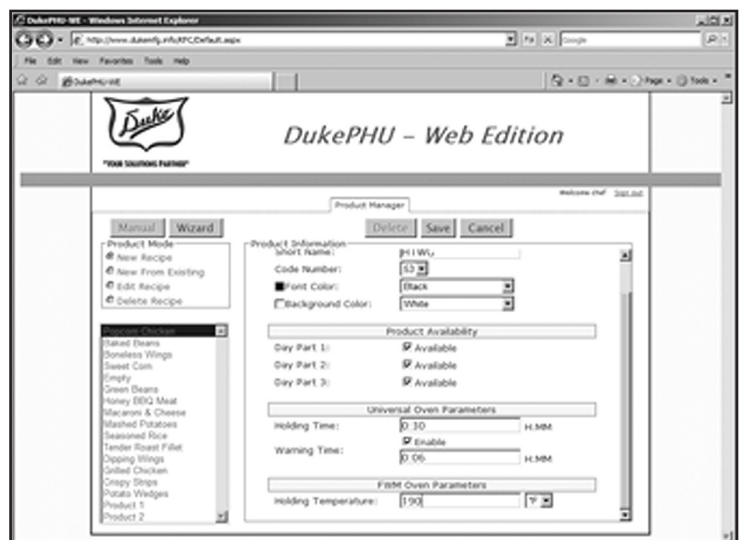 DukePHU-WE - Windows Internet Explorer
http://www.dukemfg.info/KFC/Default.aspx
Google
File Edit View Favorites Tools Help
DukePHU-WE
Page Tools
Duke
"YOUR SOLUTIONS PARTNER"
DukePHU – Web Edition
Welcome chef Sign out
Product Manager
Manual Wizard Delete Save Cancel
Product Mode
New Recipe
New From Existing
Edit Recipe
Delete Recipe
Popcorn Chicken
Baked Beans
Boneless Wings
Sweet Corn
Empty
Green Beans
Honey BBQ Meat
Macaroni & Cheese
Mashed Potatoes
Seasoned Rice
Tender Roast Fillet
Dipping Wings
Grilled Chicken
Crispy Strips
Potato Wedges
Product 1
Product 2
Product Information
Short Name:
Code Number: 53
Font Color: Black
Background Color: White
Product Availability
Day Part 1: Available
Day Part 2: Available
Day Part 3: Available
Universal Oven Parameters
Holding Time: 0:30 H:MM
Enable
Warning Time: 0:06 H:MM
FWM Oven Parameters
Holding Temperature: 190 °F